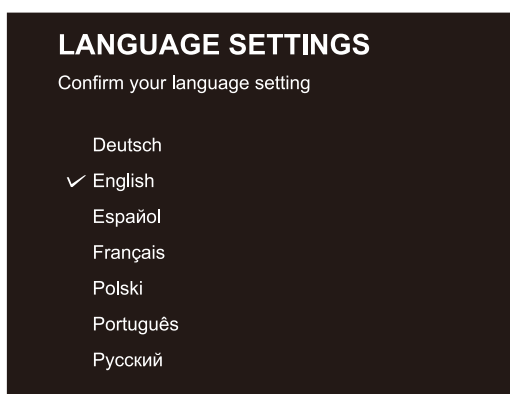 LANGUAGE SETTINGS
Confirm your language setting
Deutsch
✓ English
Espaйol
Français
Polski
Português
Русский